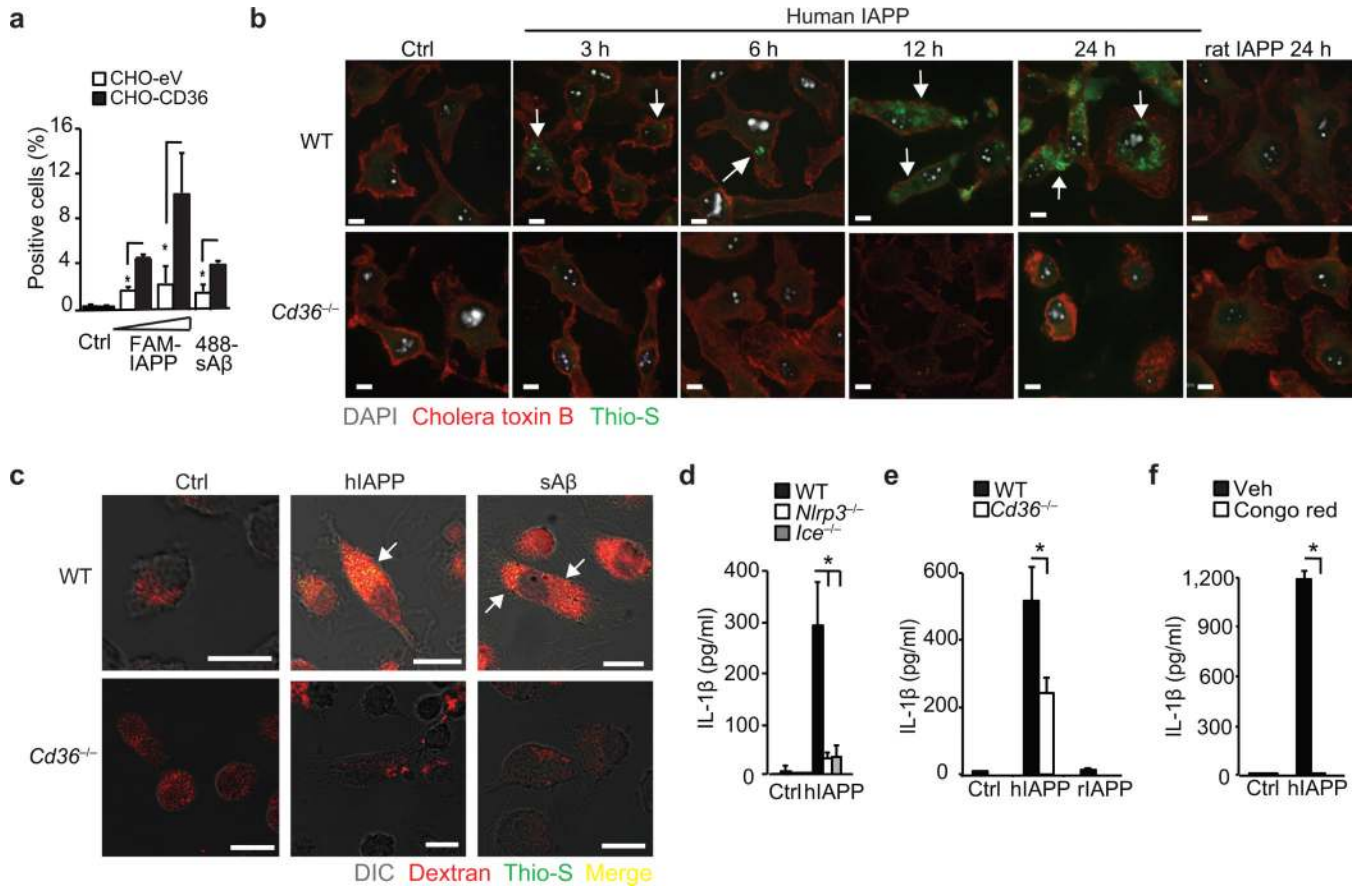 a
CHO-eV
CHO-CD36
Positive cells (%)
16
12
8
4
0
*
*
*
Ctrl
FAM-
IAPP
488-
sAβ
b
Human IAPP
Ctrl
3 h
6 h
12 h
24 h
rat IAPP 24 h
WT
Cd36–/–
DAPI Cholera toxin B Thio-S
c
Ctrl
hIAPP
sAβ
WT
Cd36–/–
DIC Dextran Thio-S Merge
d
WT
Nlrp3–/–
Ice–/–
*
IL-1β (pg/ml)
400
300
200
100
0
Ctrl hIAPP
e
WT
Cd36–/–
*
IL-1β (pg/ml)
600
400
200
0
Ctrl hIAPP rIAPP
f
Veh
Congo red
*
IL-1β (pg/ml)
1,200
900
600
300
0
Ctrl hIAPP